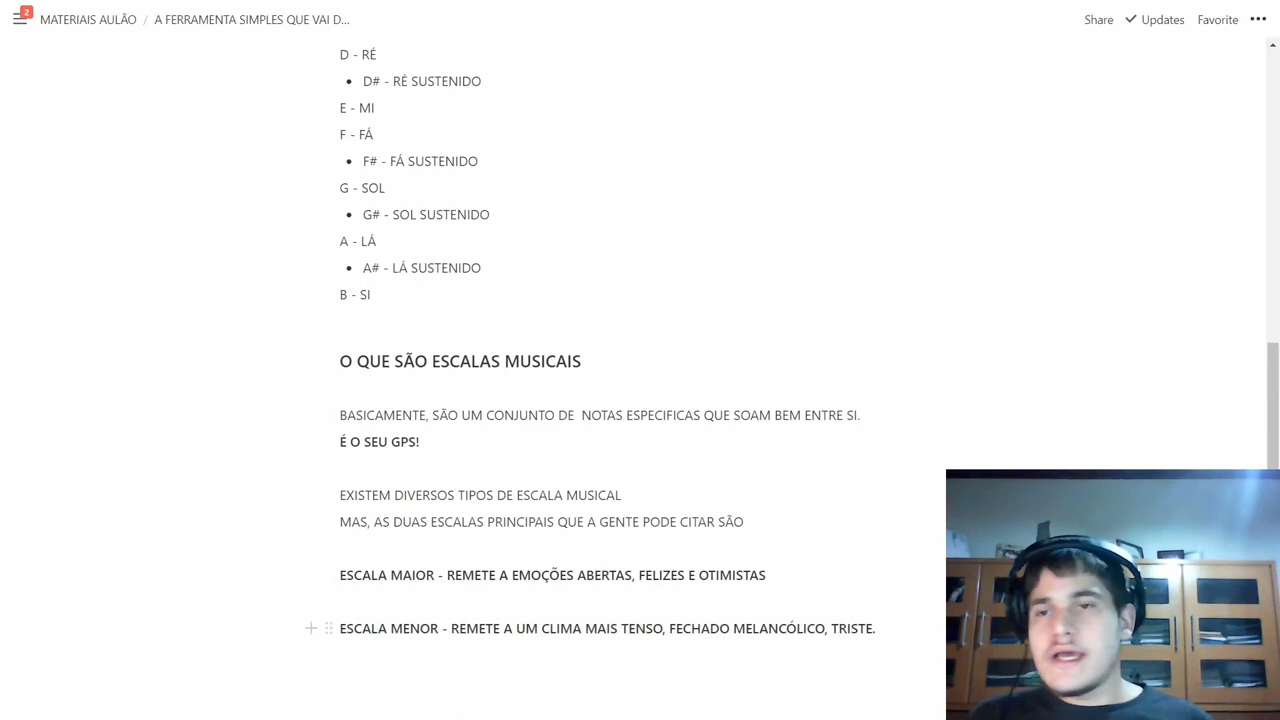 2
MATERIAIS AULÃO / A FERRAMENTA SIMPLES QUE VAI D...
Share ✓ Updates Favorite •••
D - RÉ
• D# - RÉ SUSTENIDO
E - MI
F - FÁ
• F# - FÁ SUSTENIDO
G - SOL
• G# - SOL SUSTENIDO
A - LÁ
• A# - LÁ SUSTENIDO
B - SI
O QUE SÃO ESCALAS MUSICAIS
BASICAMENTE, SÃO UM CONJUNTO DE  NOTAS ESPECIFICAS QUE SOAM BEM ENTRE SI.
É O SEU GPS!
EXISTEM DIVERSOS TIPOS DE ESCALA MUSICAL
MAS, AS DUAS ESCALAS PRINCIPAIS QUE A GENTE PODE CITAR SÃO
ESCALA MAIOR - REMETE A EMOÇÕES ABERTAS, FELIZES E OTIMISTAS
ESCALA MENOR - REMETE A UM CLIMA MAIS TENSO, FECHADO MELANCÓLICO, TRISTE.